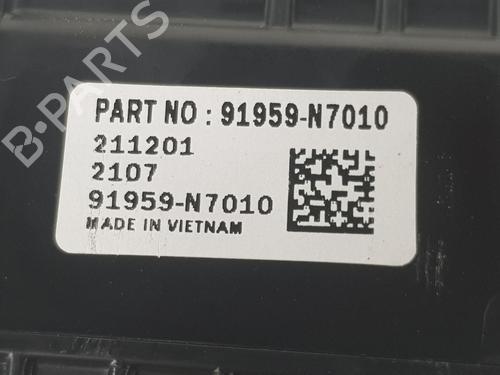 B-PARTS
PART NO : 91959-N7010
211201
2107
91959-N7010
MADE IN VIETNAM